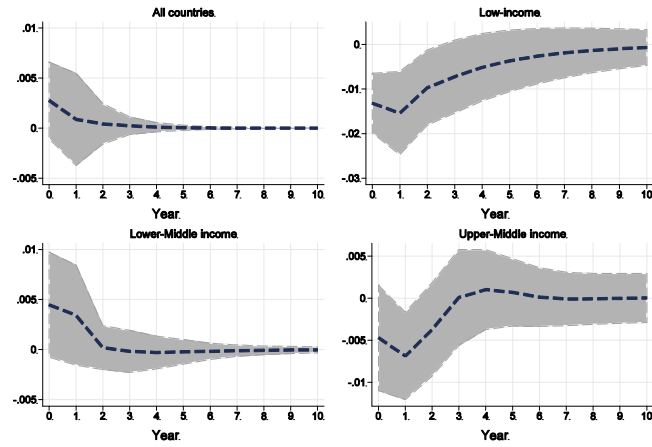 All countries.
.01.
.005.
0.
-.005.
0. 1. 2. 3. 4. 5. 6. 7. 8. 9. 10.
Year.
Low-income.
0.
-.01.
-.02.
-.03.
0. 1. 2. 3. 4. 5. 6. 7. 8. 9. 10.
Year.
Lower-Middle income.
.01.
.005.
0.
-.005.
0. 1. 2. 3. 4. 5. 6. 7. 8. 9. 10.
Year.
Upper-Middle income.
.005.
0.
-.005.
-.01.
0. 1. 2. 3. 4. 5. 6. 7. 8. 9. 10.
Year.